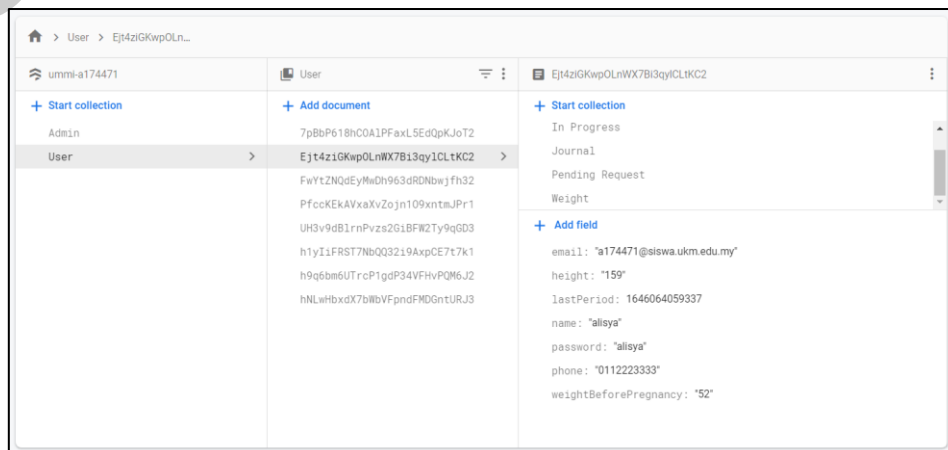 > User > Ejt4ziGKwpOLn...
ummi-a174471
+ Start collection
Admin
User >
User
+ Add document
7pBbP618hCOAlPFaxL5EdQpKJoT2
Ejt4ziGKwpOLnWX7Bi3qylCLtKC2 >
FwYtZNQdEyMwDh963dRDNbwjfh32
PfccKEkAVxaXvZojn1O9xntmJPr1
UH3v9dBlrnPvzs2GiBFW2Ty9qGD3
h1yIiFRST7NbQQ32i9AxpCE7t7k1
h9q6bm6UTrcP1gdP34VFHvPQM6J2
hNLwHbxdX7bWbVFpndFMDGntURJ3
Ejt4ziGKwpOLnWX7Bi3qylCLtKC2
+ Start collection
In Progress
Journal
Pending Request
Weight
+ Add field
email: "a174471@siswa.ukm.edu.my"
height: "159"
lastPeriod: 1646064059337
name: "alisya"
password: "alisya"
phone: "0112223333"
weightBeforePregnancy: "52"